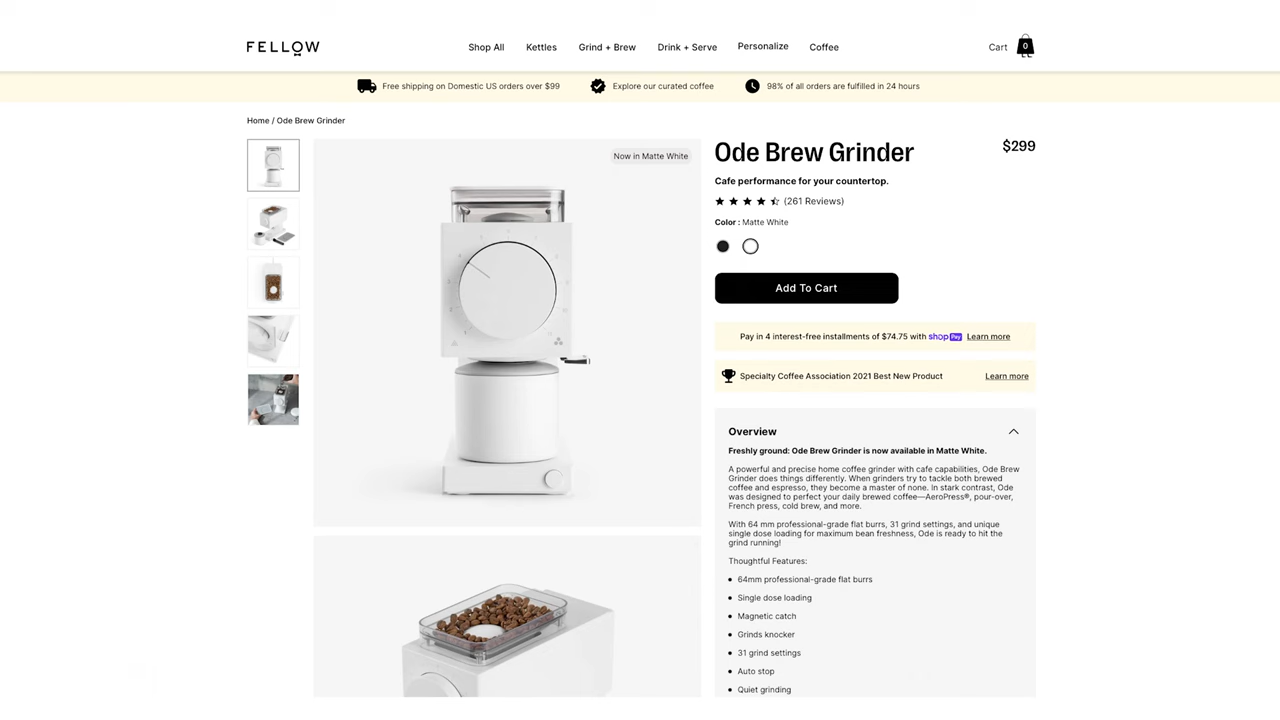 FELLOW
Shop All
Kettles
Grind + Brew
Drink + Serve
Personalize
Coffee
Cart
0
Free shipping on Domestic US orders over $99
Explore our curated coffee
98% of all orders are fulfilled in 24 hours
Home / Ode Brew Grinder
Now in Matte White
Ode Brew Grinder
$299
Cafe performance for your countertop.
(261 Reviews)
Color : Matte White
Add To Cart
Pay in 4 interest-free installments of $74.75 with shop Pay Learn more
Specialty Coffee Association 2021 Best New Product
Learn more
Overview
Freshly ground: Ode Brew Grinder is now available in Matte White.
A powerful and precise home coffee grinder with cafe capabilities, Ode Brew
Grinder does things differently. When grinders try to tackle both brewed
coffee and espresso, they become a master of none. In stark contrast, Ode
was designed to perfect your daily brewed coffee—AeroPress®, pour-over,
French press, cold brew, and more.
With 64 mm professional-grade flat burrs, 31 grind settings, and unique
single dose loading for maximum bean freshness, Ode is ready to hit the
grind running!
Thoughtful Features:
64mm professional-grade flat burrs
Single dose loading
Magnetic catch
Grinds knocker
31 grind settings
Auto stop
Quiet grinding